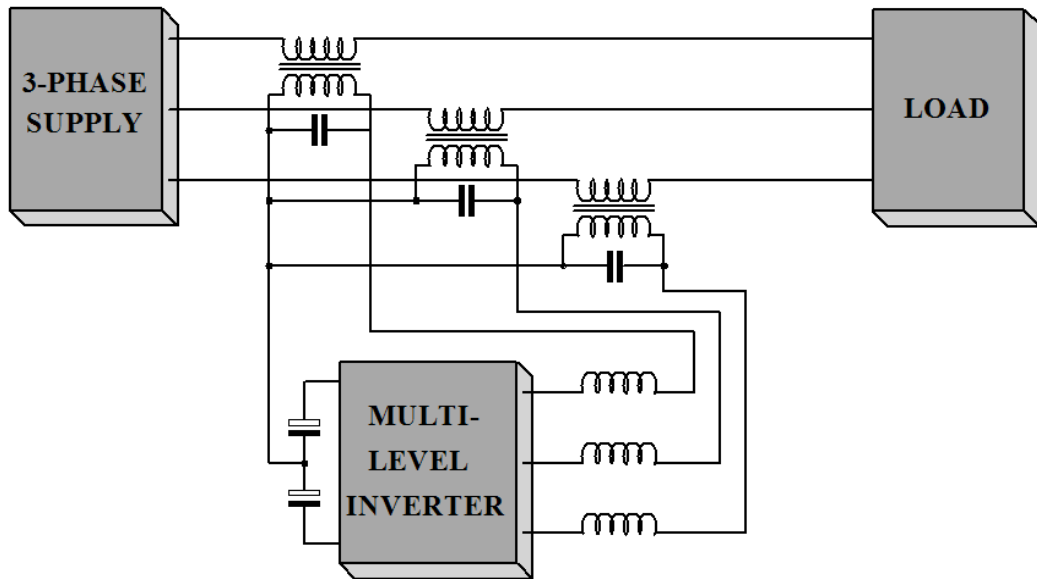 3-PHASE
SUPPLY
LOAD
MULTI-
LEVEL
INVERTER